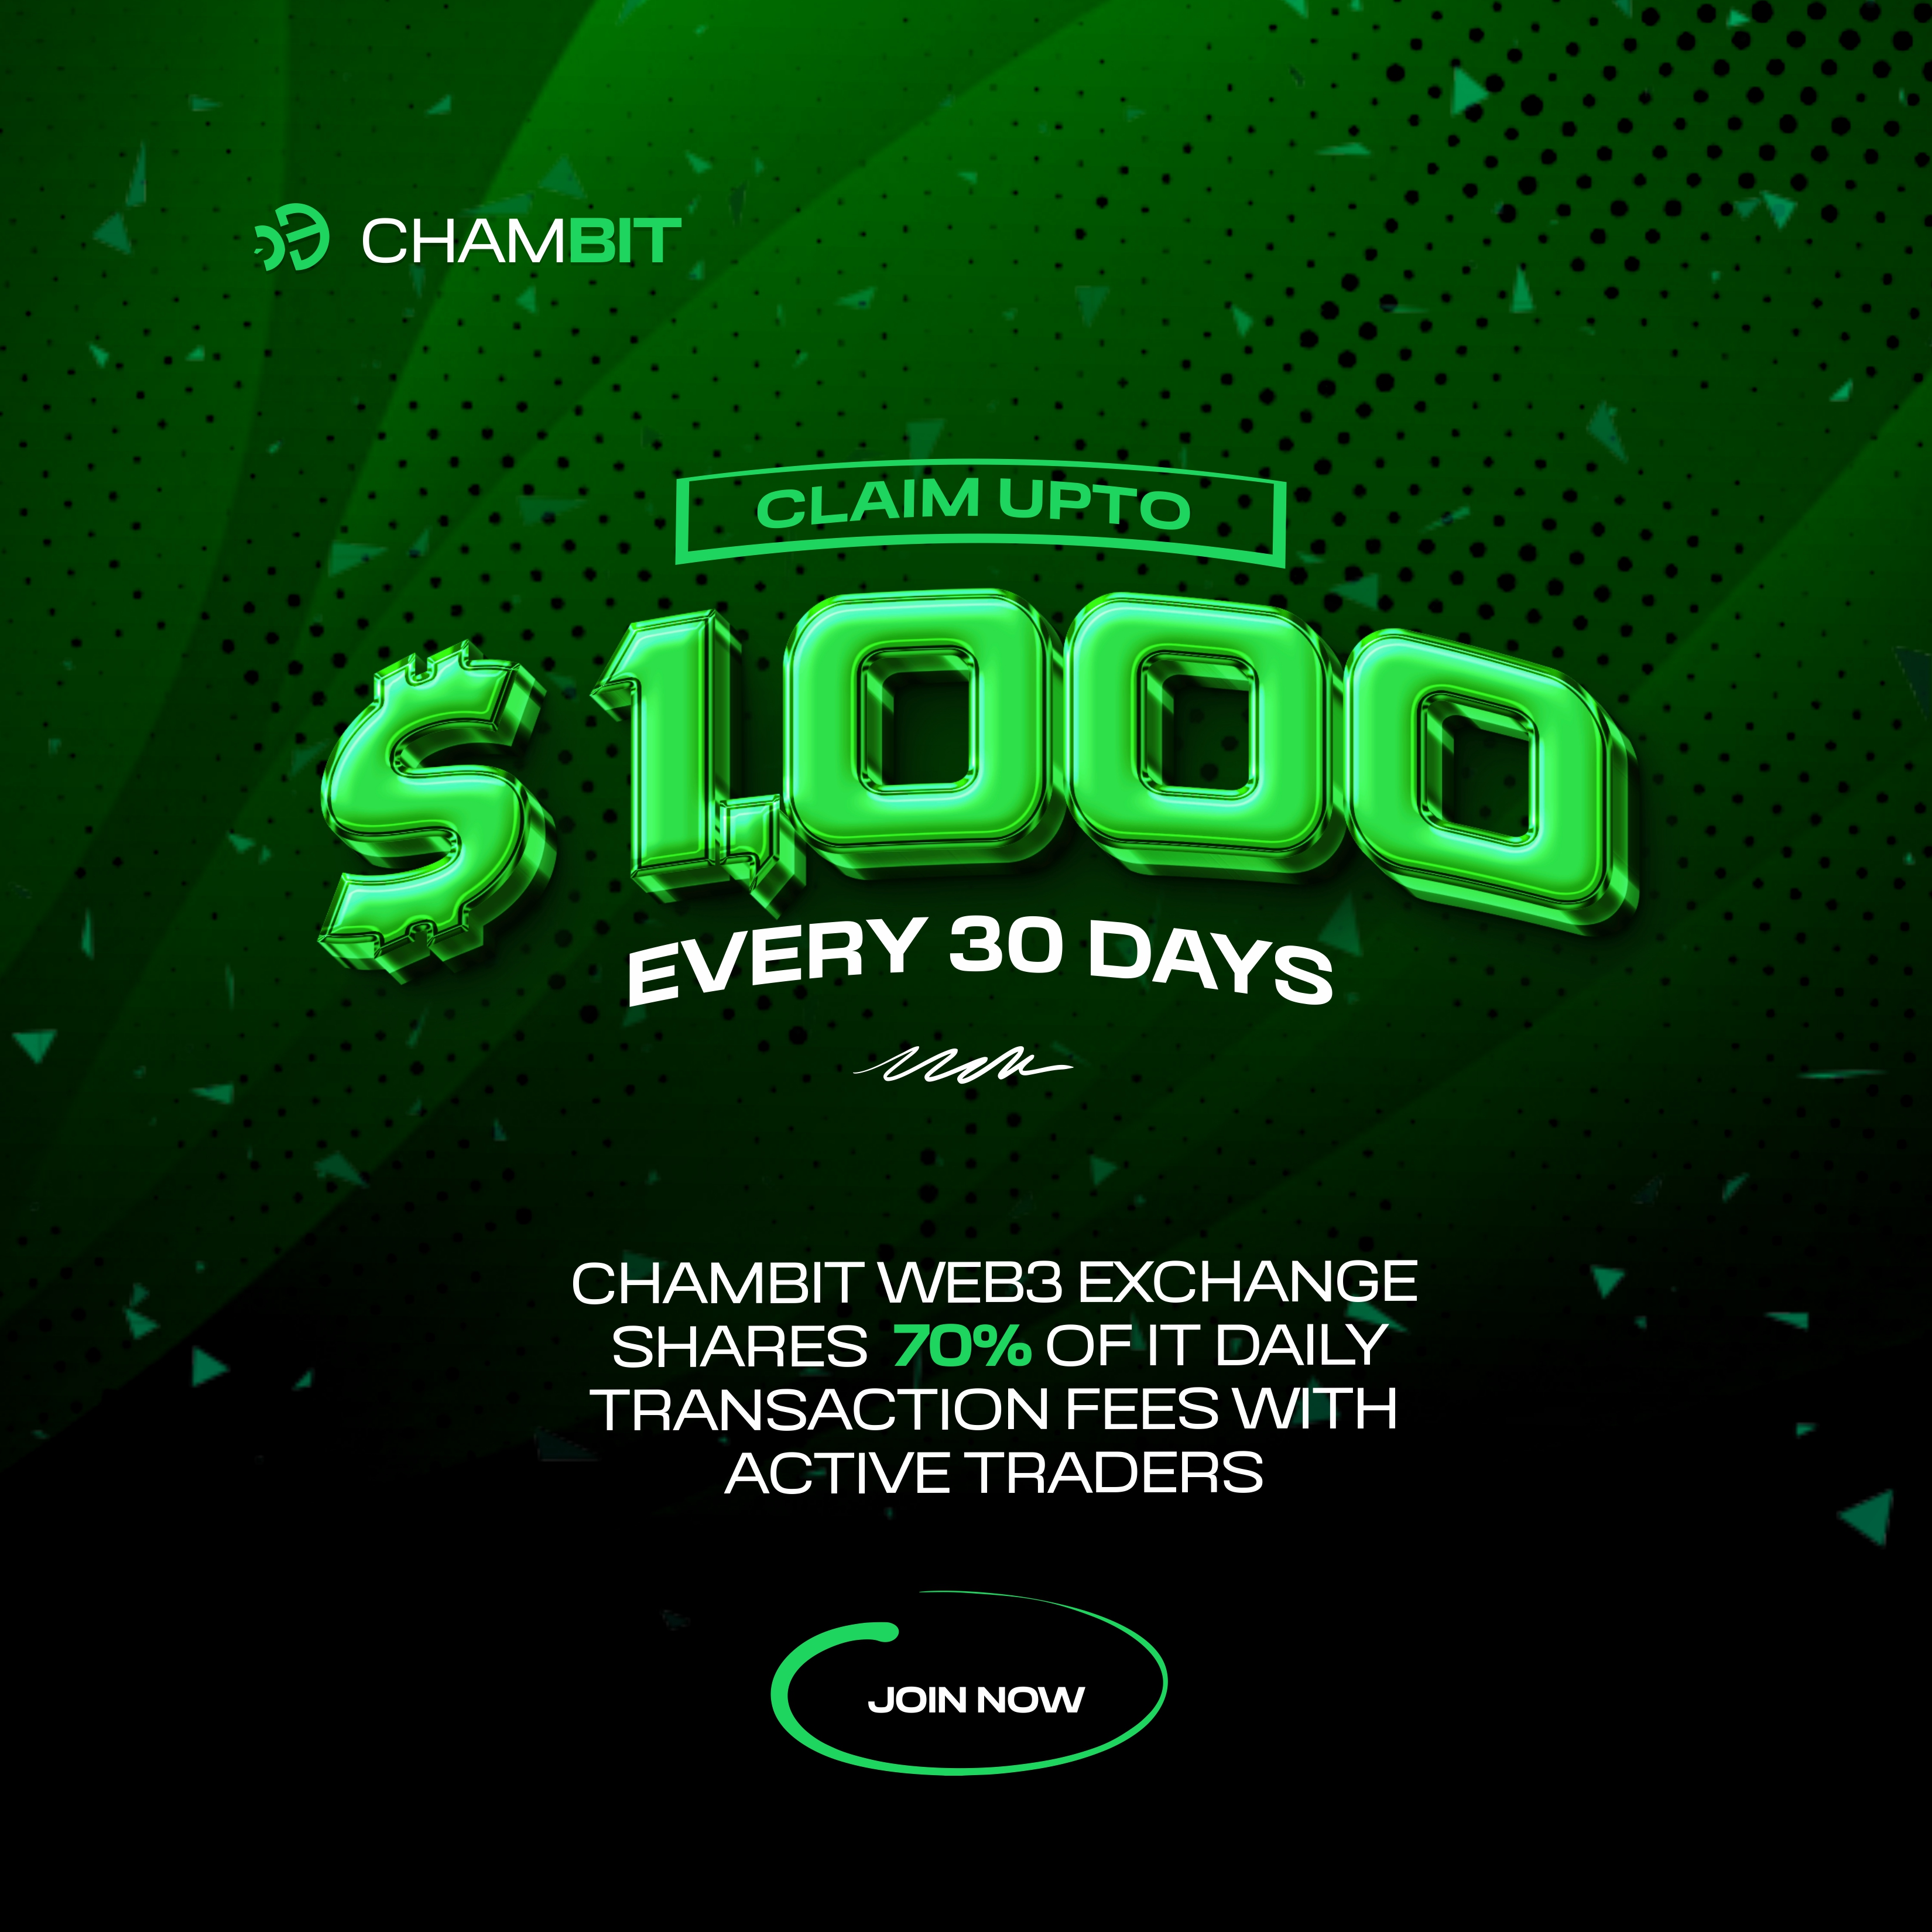 CHAMBIT
CLAIM UPTO
$1,000
EVERY 30 DAYS
CHAMBIT WEB3 EXCHANGE
SHARES 70% OF IT DAILY
TRANSACTION FEES WITH
ACTIVE TRADERS
JOIN NOW